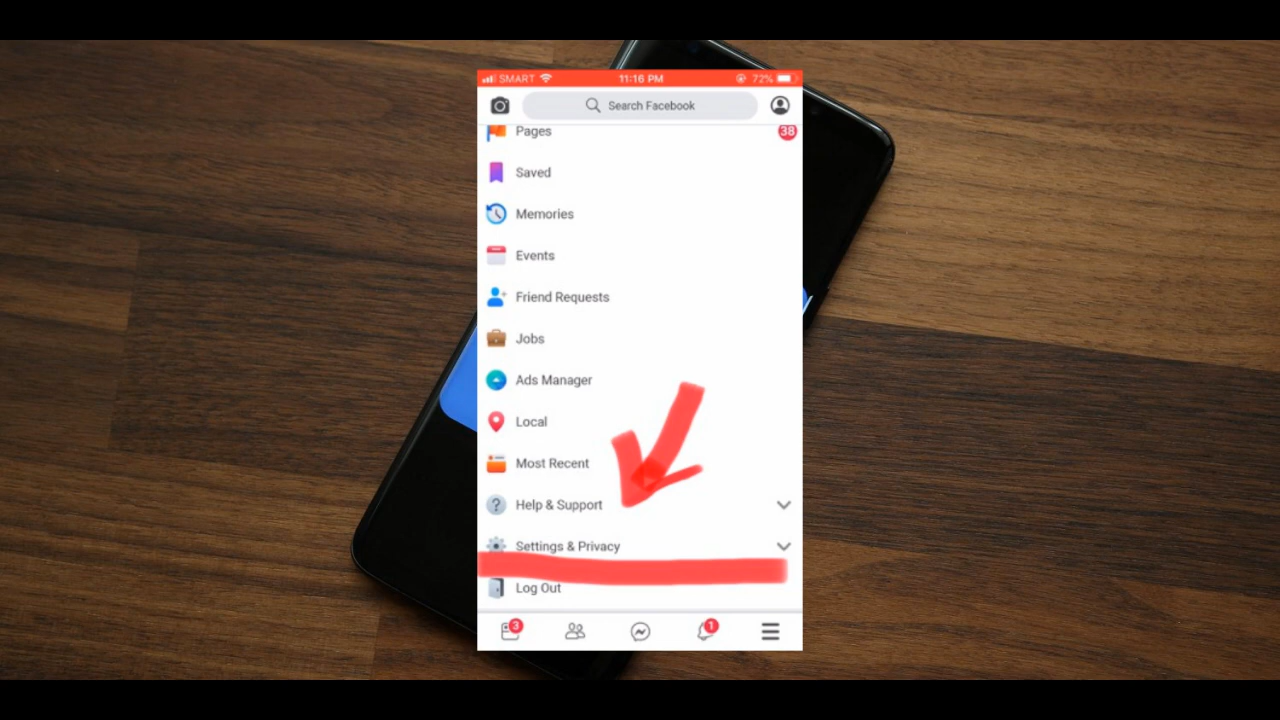 SMART 11:16 PM 72%
Search Facebook
Pages 38
Saved
Memories
Events
Friend Requests
Jobs
Ads Manager
Local
Most Recent
Help & Support
Settings & Privacy
Log Out
3 1